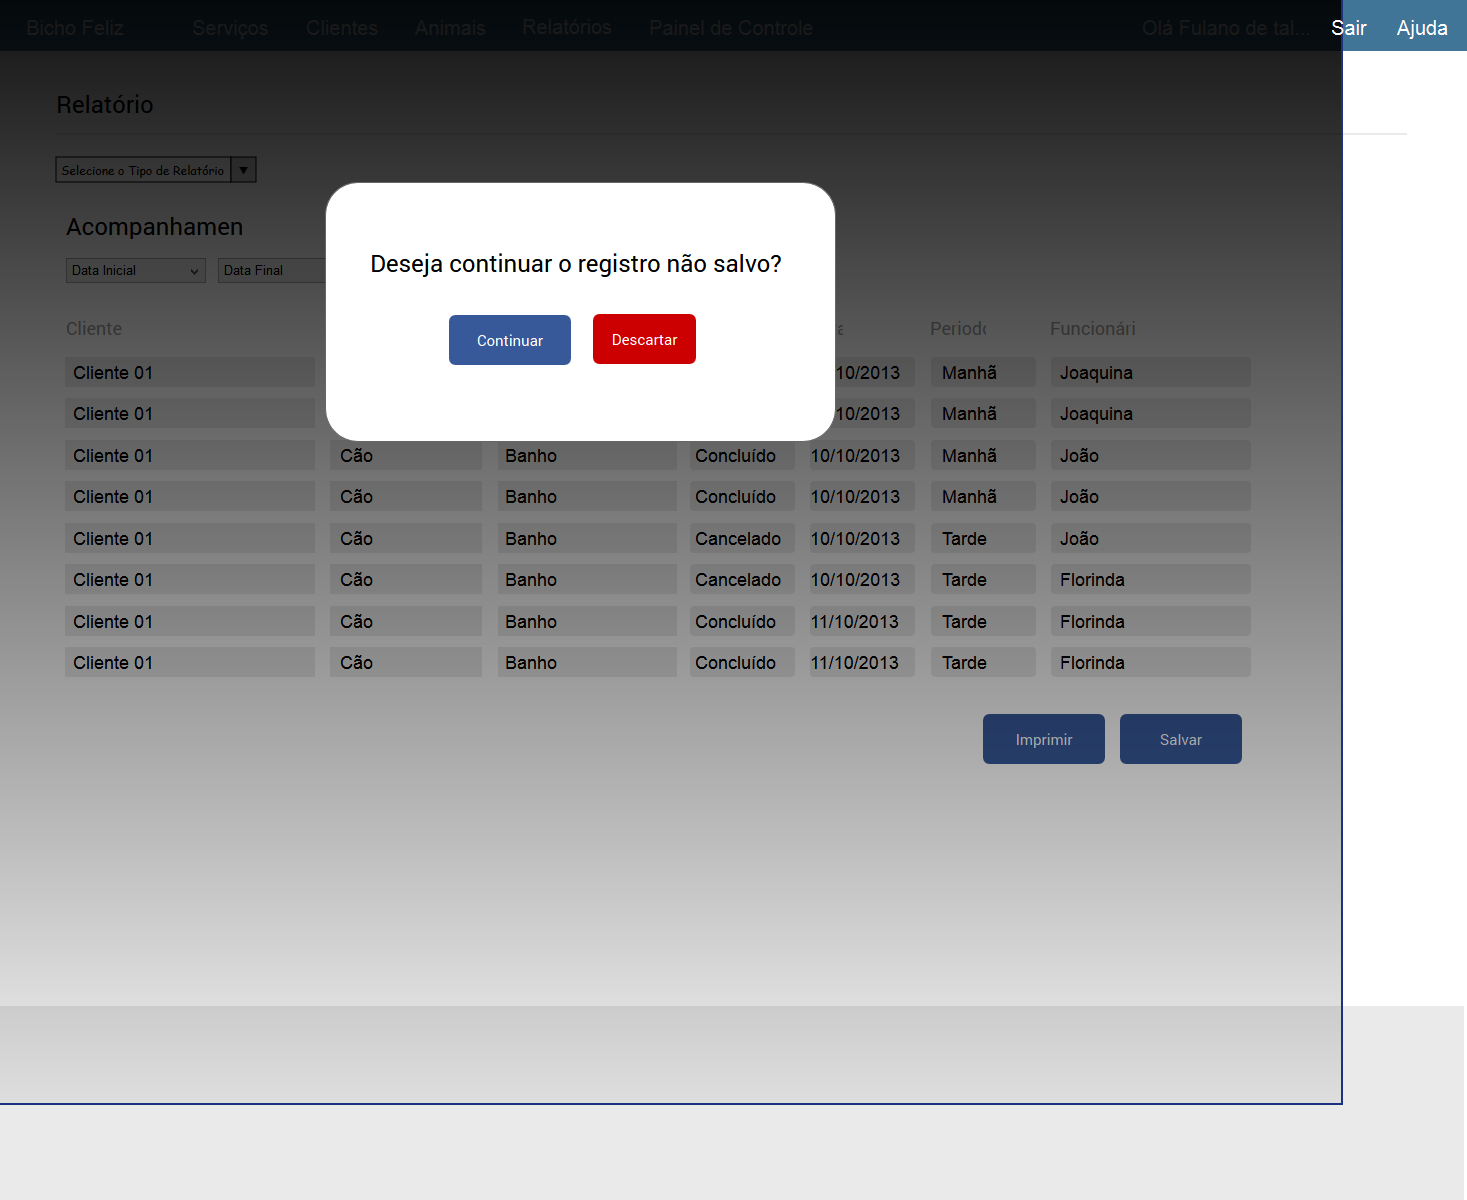 Bicho Feliz Serviços Clientes Animais Relatórios Painel de Controle Olá Fulano de tal... Sair Ajuda
Relatório
Selecione o Tipo de Relatório
Acompanhamen
Data Inicial Data Final
Deseja continuar o registro não salvo?
Continuar Descartar
Cliente a Periodo Funcionári
Cliente 01 10/2013 Manhã Joaquina
Cliente 01 10/2013 Manhã Joaquina
Cliente 01 Cão Banho Concluído 10/10/2013 Manhã João
Cliente 01 Cão Banho Concluído 10/10/2013 Manhã João
Cliente 01 Cão Banho Cancelado 10/10/2013 Tarde João
Cliente 01 Cão Banho Cancelado 10/10/2013 Tarde Florinda
Cliente 01 Cão Banho Concluído 11/10/2013 Tarde Florinda
Cliente 01 Cão Banho Concluído 11/10/2013 Tarde Florinda
Imprimir Salvar